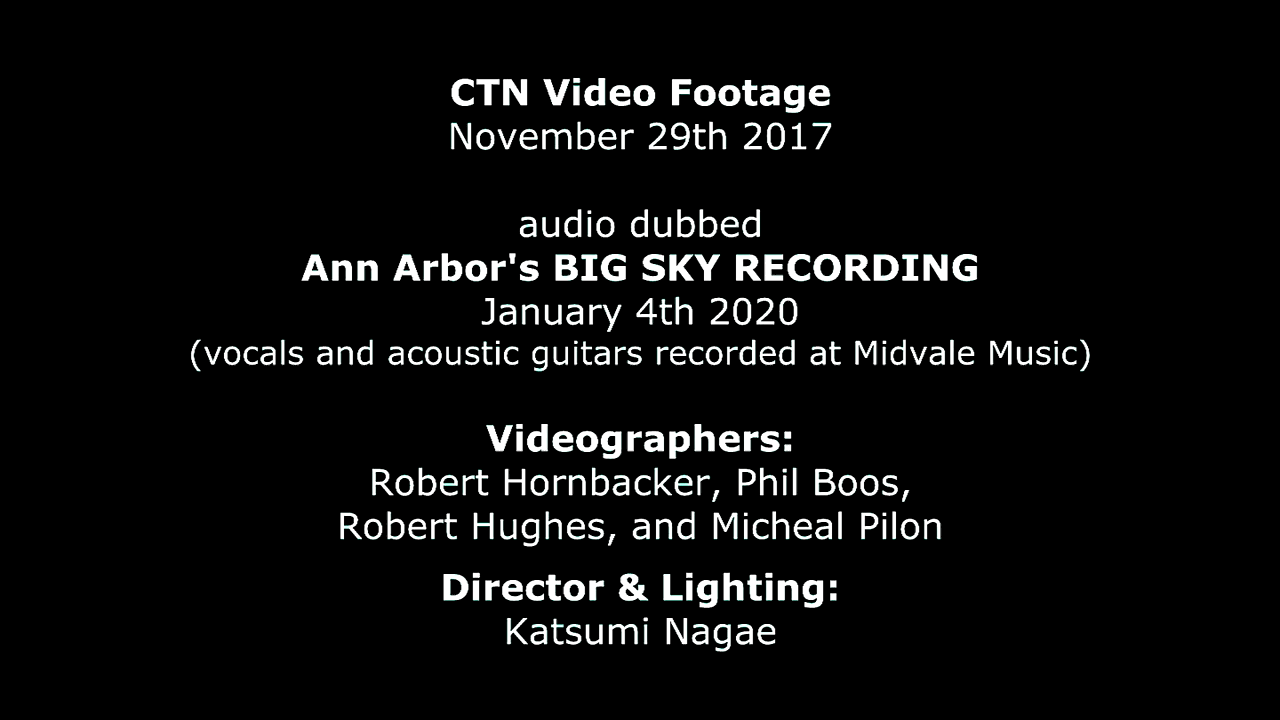 CTN Video Footage
November 29th 2017
audio dubbed
Ann Arbor's BIG SKY RECORDING
January 4th 2020
(vocals and acoustic guitars recorded at Midvale Music)
Videographers:
Robert Hornbacker, Phil Boos,
Robert Hughes, and Micheal Pilon
Director & Lighting:
Katsumi Nagae